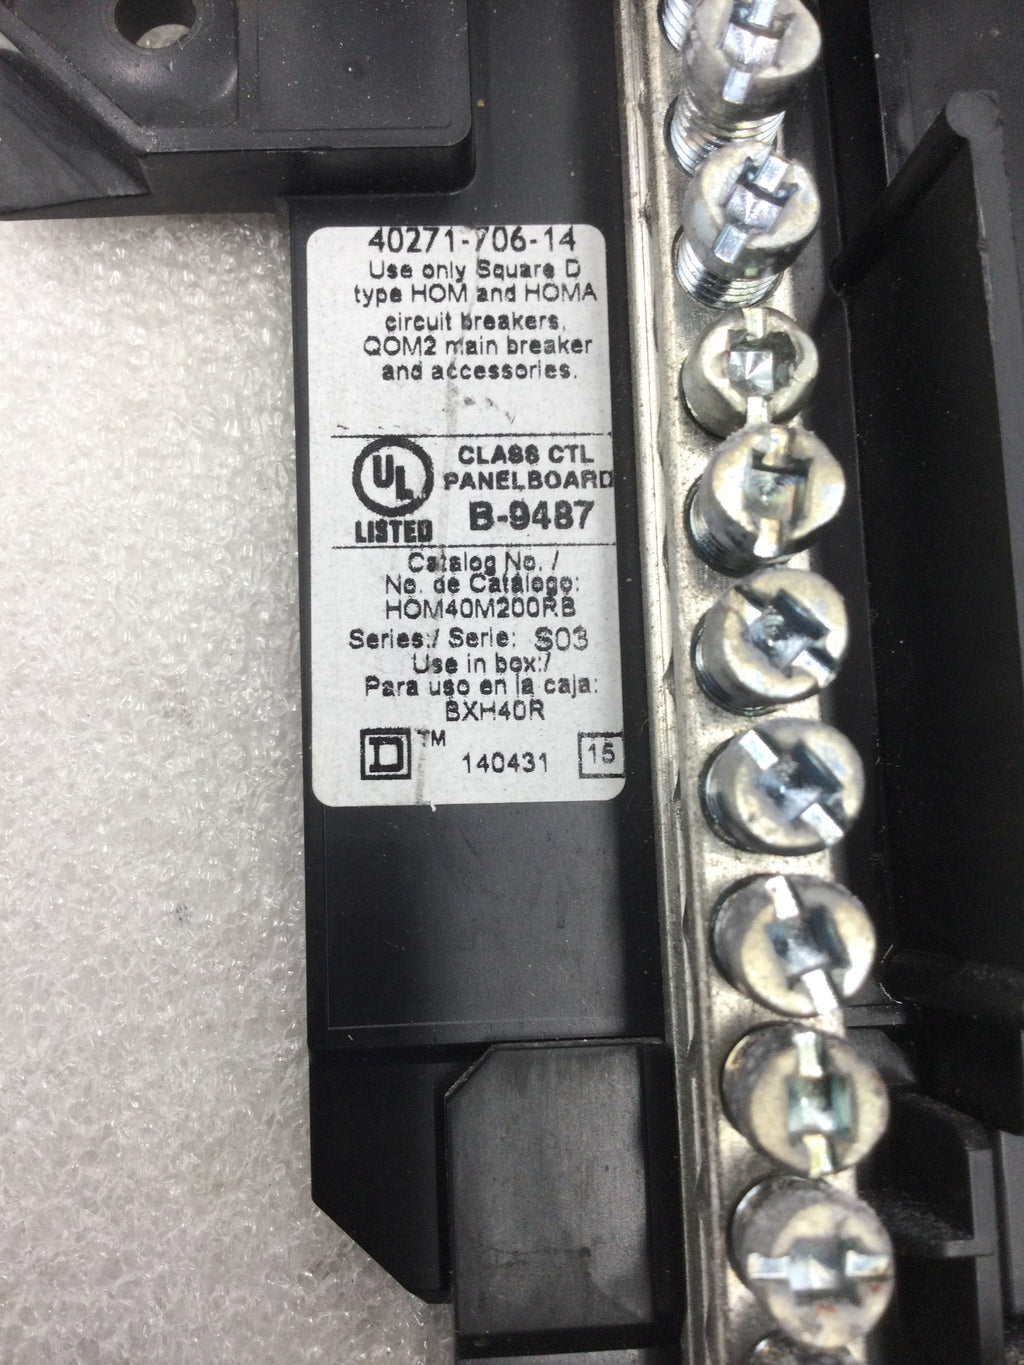 40271-706-14
Use only Square D
type HOM and HOMA
circuit breakers,
QOM2 main breaker
and accessories.
UL
LISTED
CLASS CTL
PANELBOARD
B-9487
Catalog No. /
No. de Catálogo:
HOM40M200RB
Series:/ Serie: S03
Use in box:/
Para uso en la caja:
BXH40R
D TM 140431 15